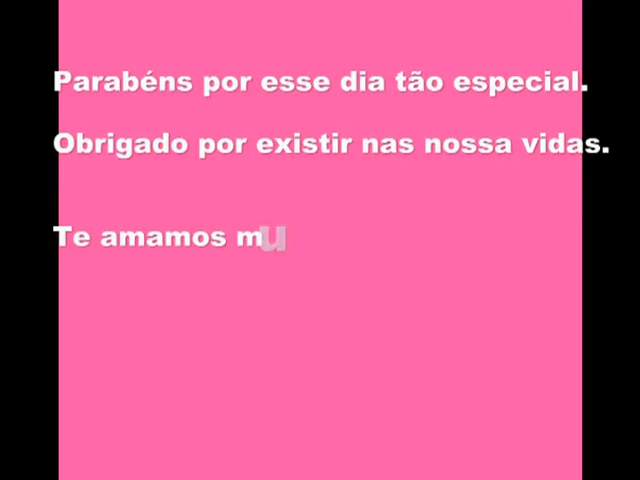 Parabéns por esse dia tão especial.
Obrigado por existir nas nossa vidas.
Te amamos mu